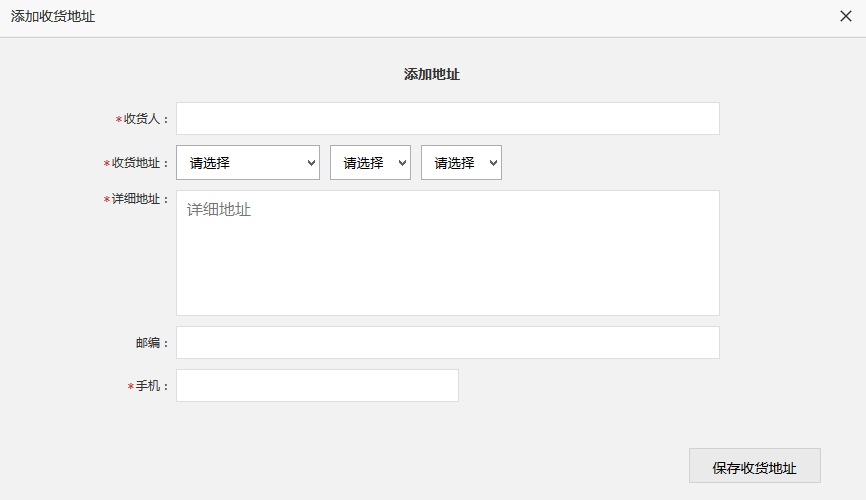 添加收货地址
添加地址
*收货人：
*收货地址： 请选择 请选择 请选择
*详细地址： 详细地址
邮编：
*手机：
保存收货地址